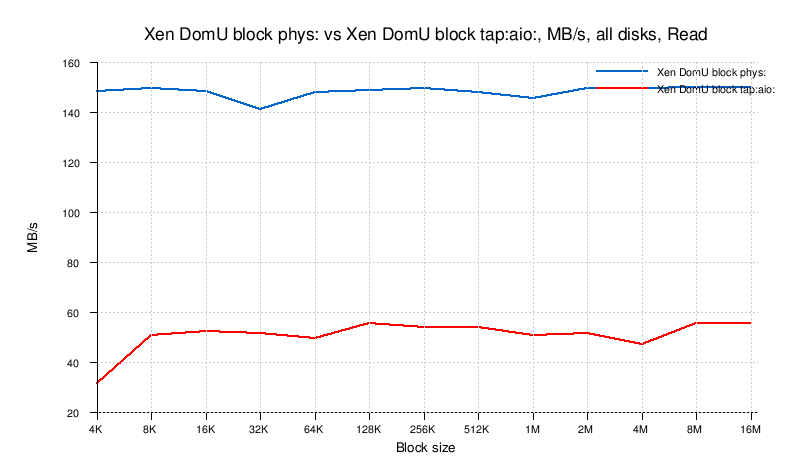 Xen DomU block phys: vs Xen DomU block tap:aio:, MB/s, all disks, Read
Xen DomU block phys:
Xen DomU block tap:aio:
160
140
120
100
80
60
40
20
MB/s
4K 8K 16K 32K 64K 128K 256K 512K 1M 2M 4M 8M 16M
Block size